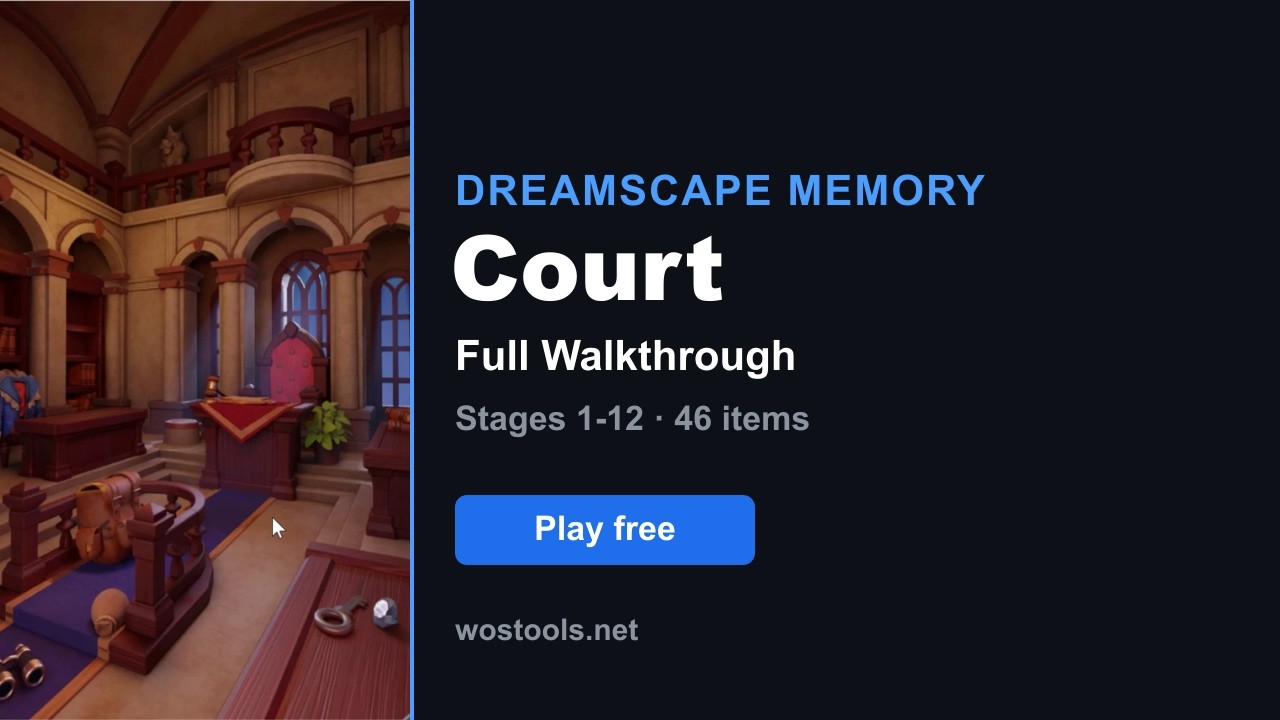 DREAMSCAPE MEMORY
Court
Full Walkthrough
Stages 1-12 · 46 items
Play free
wostools.net